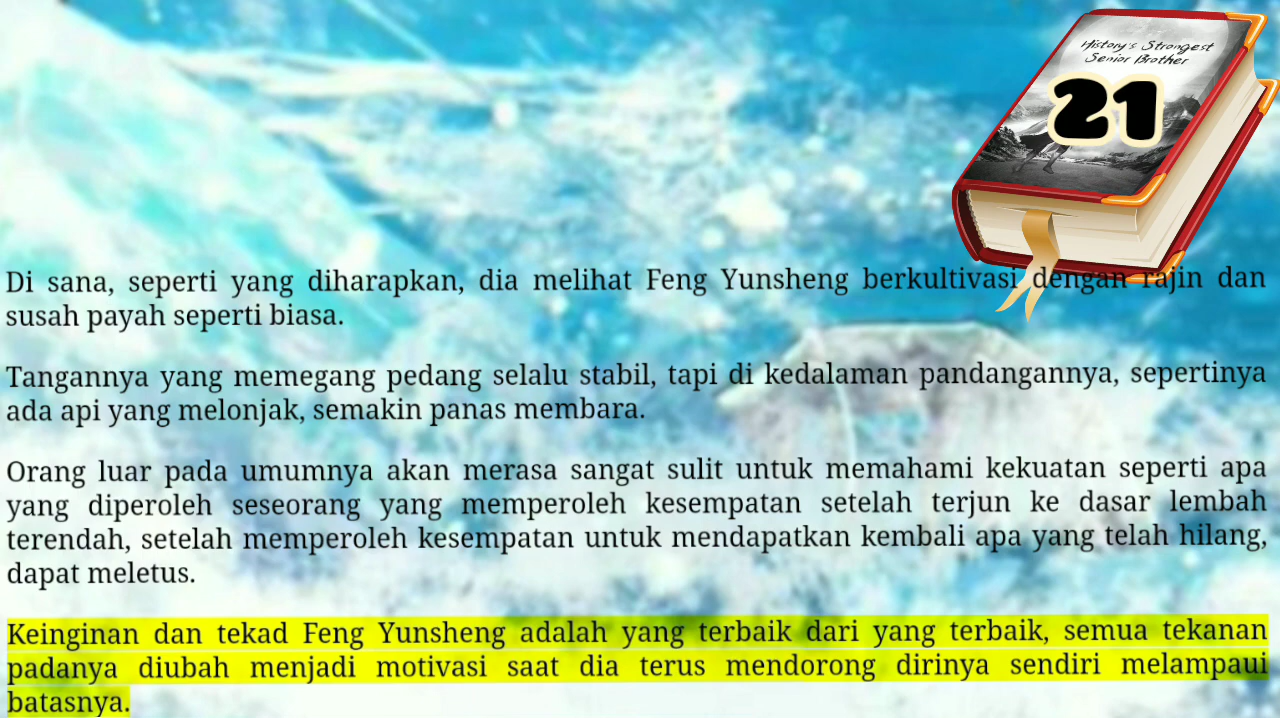 History's Strongest
Senior Brother
21
Di sana, seperti yang diharapkan, dia melihat Feng Yunsheng berkultivasi dengan rajin dan
susah payah seperti biasa.
Tangannya yang memegang pedang selalu stabil, tapi di kedalaman pandangannya, sepertinya
ada api yang melonjak, semakin panas membara.
Orang luar pada umumnya akan merasa sangat sulit untuk memahami kekuatan seperti apa
yang diperoleh seseorang yang memperoleh kesempatan setelah terjun ke dasar lembah
terendah, setelah memperoleh kesempatan untuk mendapatkan kembali apa yang telah hilang,
dapat meletus.
Keinginan dan tekad Feng Yunsheng adalah yang terbaik dari yang terbaik, semua tekanan
padanya diubah menjadi motivasi saat dia terus mendorong dirinya sendiri melampaui
batasnya.